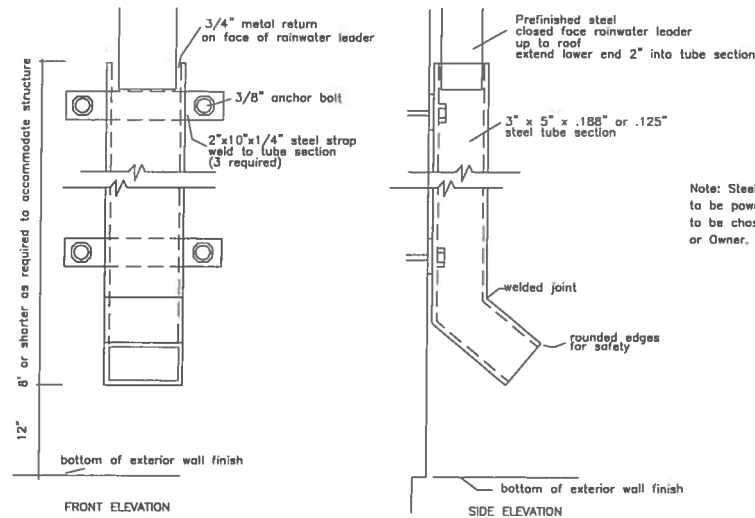 3/4" metal return
on face of rainwater leader
3/8" anchor bolt
2"x10"x1/4" steel strap
weld to tube section
(3 required)
8' or shorter as required to accommodate structure
12"
bottom of exterior wall finish
FRONT ELEVATION
Prefinished steel
closed face rainwater leader
up to roof
extend lower end 2" into tube section
3" x 5" x .188" or .125"
steel tube section
Note: Steel
to be
to be
or Owner.
welded joint
rounded edges
for safety
bottom of exterior wall finish
SIDE ELEVATION